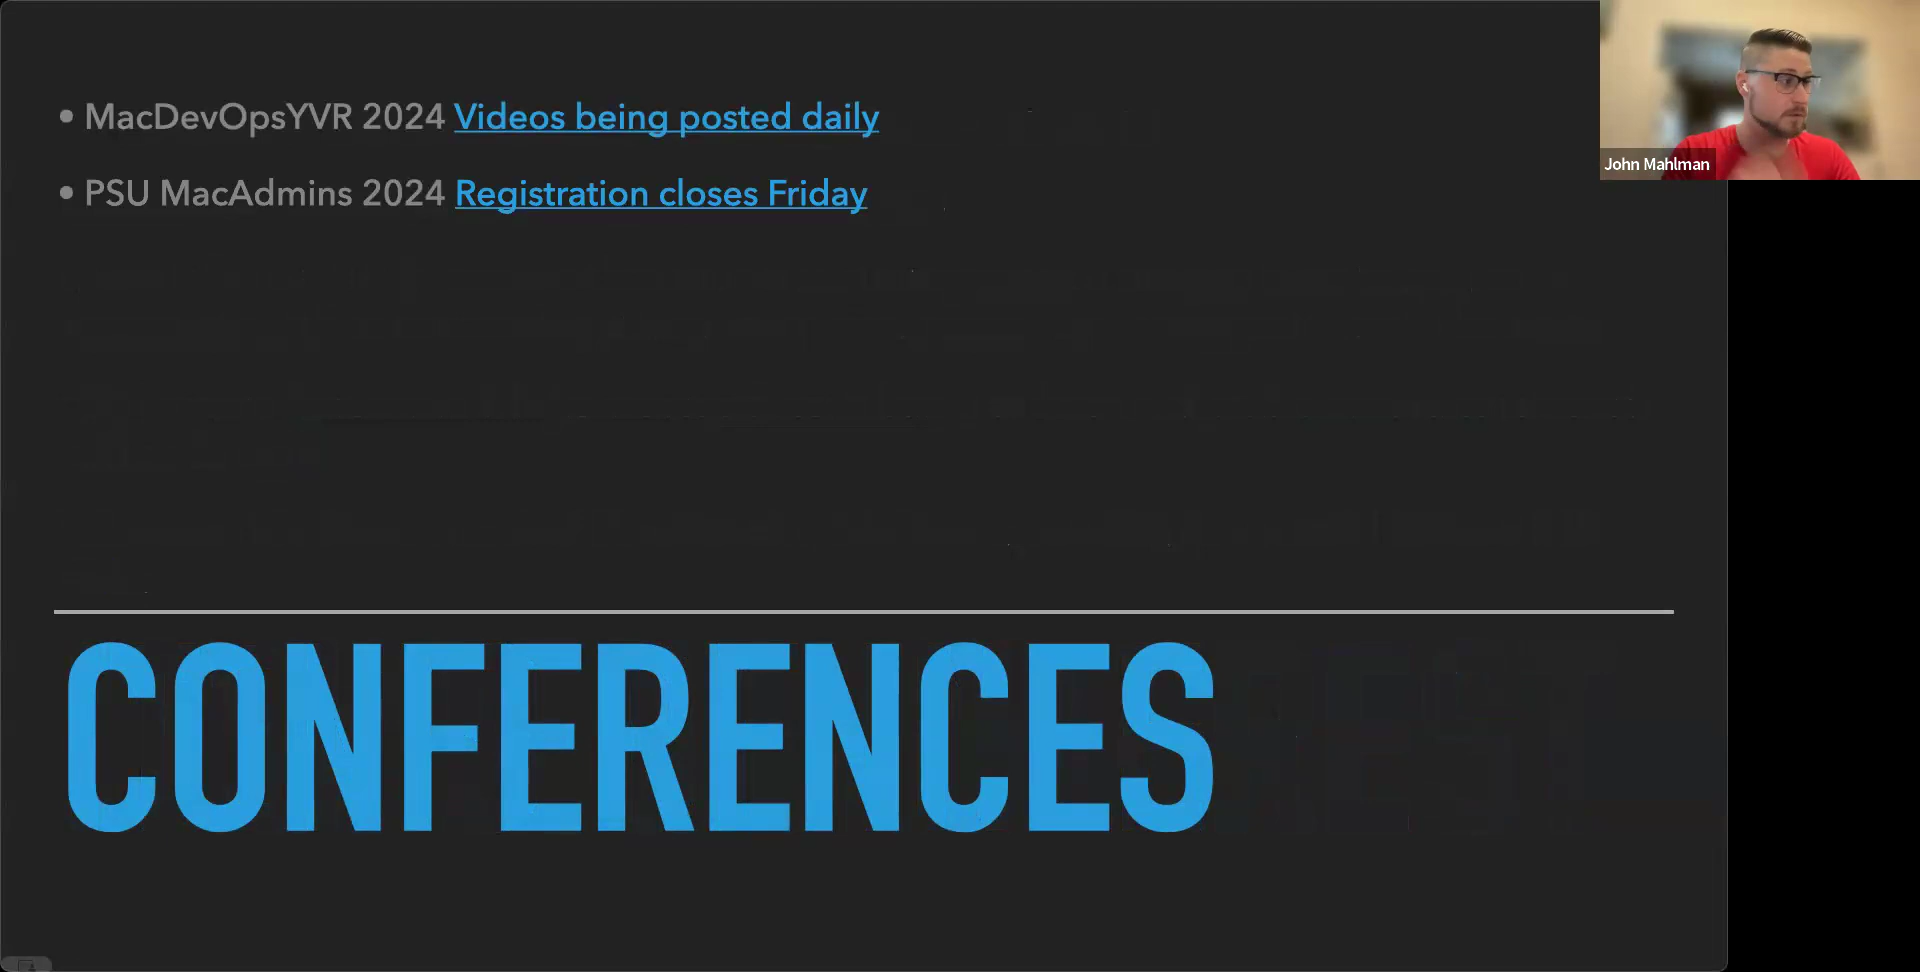 • MacDevOpsYVR 2024 Videos being posted daily
• PSU MacAdmins 2024 Registration closes Friday
John Mahlman
CONFERENCES